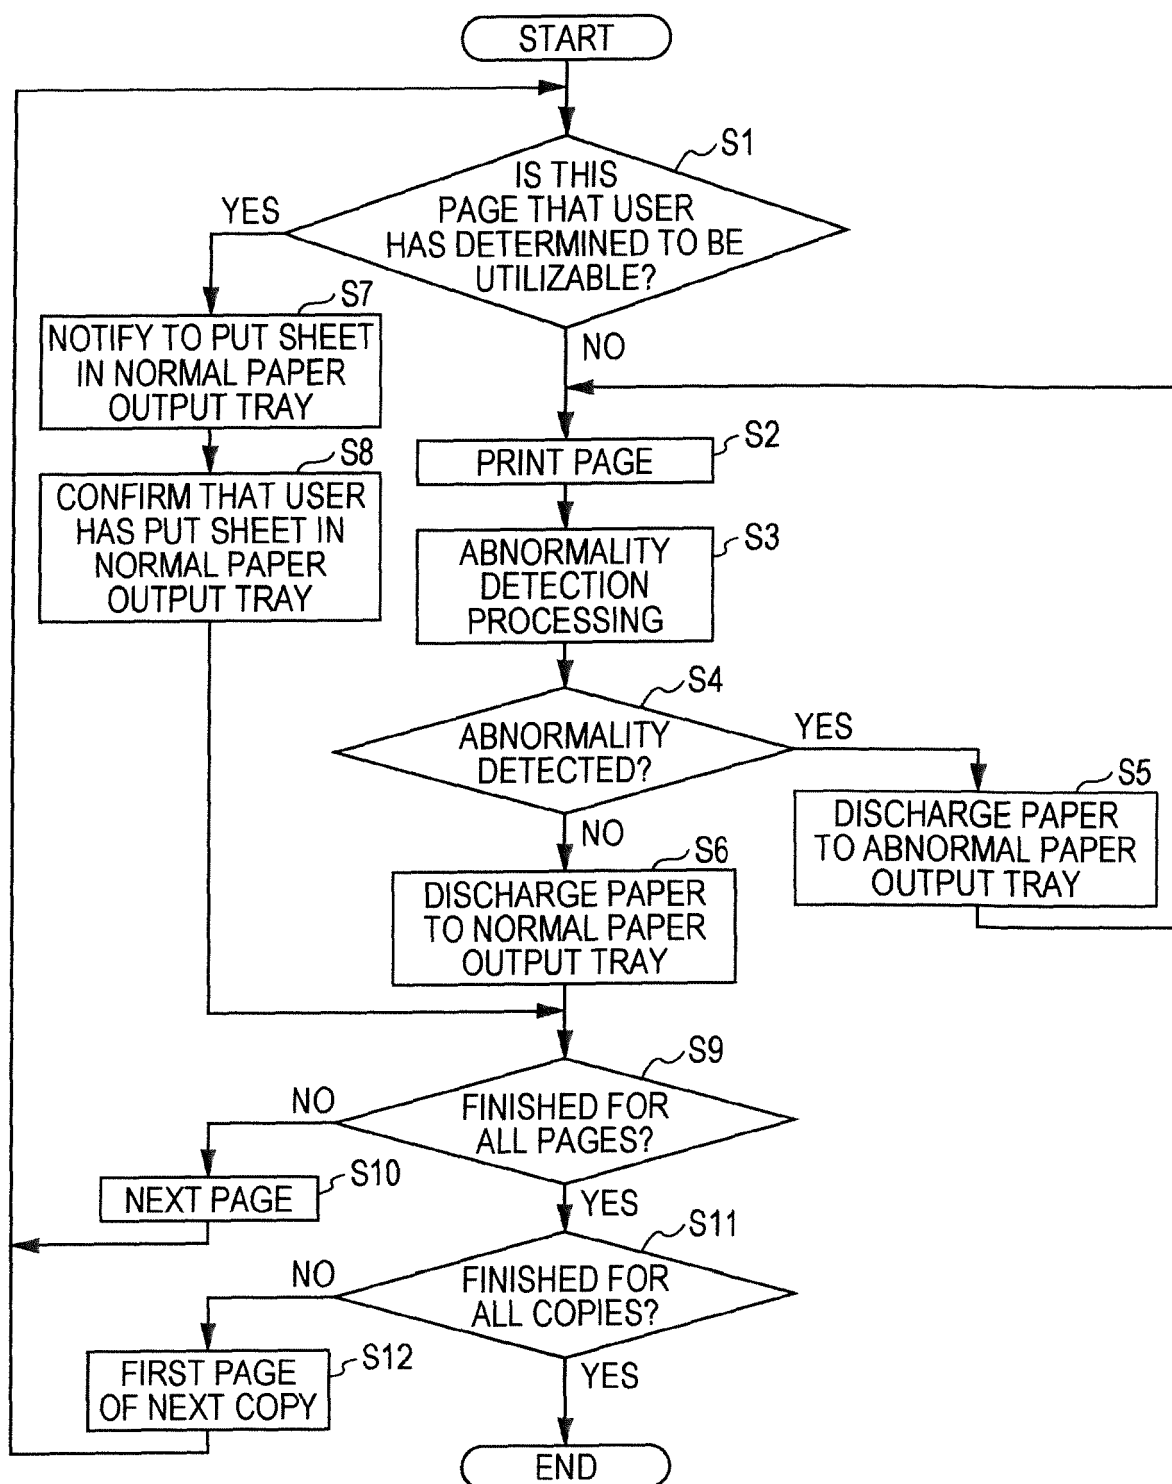 START
S1
IS THIS
PAGE THAT USER
HAS DETERMINED TO BE
UTILIZABLE?
YES
NO
S7
NOTIFY TO PUT SHEET
IN NORMAL PAPER
OUTPUT TRAY
S8
CONFIRM THAT USER
HAS PUT SHEET IN
NORMAL PAPER
OUTPUT TRAY
S2
PRINT PAGE
S3
ABNORMALITY
DETECTION
PROCESSING
S4
ABNORMALITY
DETECTED?
YES
NO
S5
DISCHARGE PAPER
TO ABNORMAL PAPER
OUTPUT TRAY
S6
DISCHARGE PAPER
TO NORMAL PAPER
OUTPUT TRAY
S9
FINISHED FOR
ALL PAGES?
NO
YES
S10
NEXT PAGE
S11
FINISHED FOR
ALL COPIES?
NO
YES
S12
FIRST PAGE
OF NEXT COPY
END